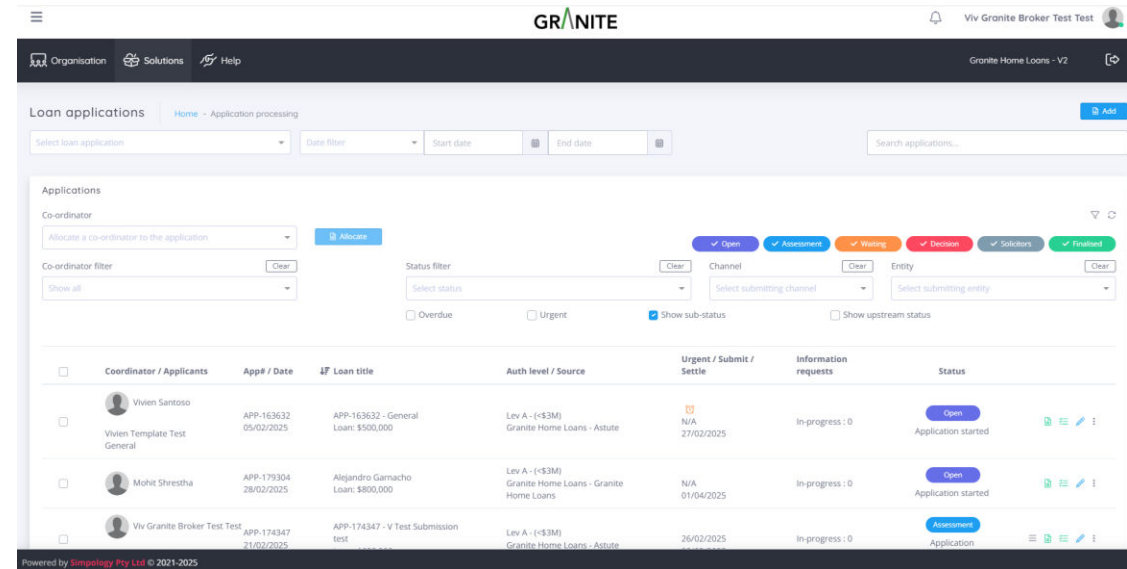 GRANITE
Viv Granite Broker Test Test
Organisation
Solutions
Help
Granite Home Loans - V2
Loan applications
Home - Application processing
Add
Select loan application
Date filter
Start date
End date
Search applications...
Applications
Co-ordinator
Allocate a co-ordinator to the application
Allocate
Open
Assessment
Waiting
Decision
Solicitors
Finalised
Co-ordinator filter
Clear
Status filter
Clear
Channel
Clear
Entity
Clear
Show all
Select status
Select submitting channel
Select submitting entity
Overdue
Urgent
Show sub-status
Show upstream status
Coordinator / Applicants
App# / Date
Loan title
Auth level / Source
Urgent / Submit /
Settle
Information
requests
Status
Vivien Santoso
Vivien Template Test
General
APP-163632
05/02/2025
APP-163632 - General
Loan: $500,000
Lev A - (<$3M)
Granite Home Loans - Astute
N/A
27/02/2025
In-progress : 0
Open
Application started
Mohit Shrestha
APP-179304
28/02/2025
Alejandro Garnacho
Loan: $800,000
Lev A - (<$3M)
Granite Home Loans - Granite
Home Loans
N/A
01/04/2025
In-progress : 0
Open
Application started
Viv Granite Broker Test Test
APP-174347
21/02/2025
APP-174347 - V Test Submission
test
Lev A - (<$3M)
Granite Home Loans - Astute
26/02/2025
In-progress : 0
Assessment
Application
Powered by Simpology Pty Ltd © 2021-2025